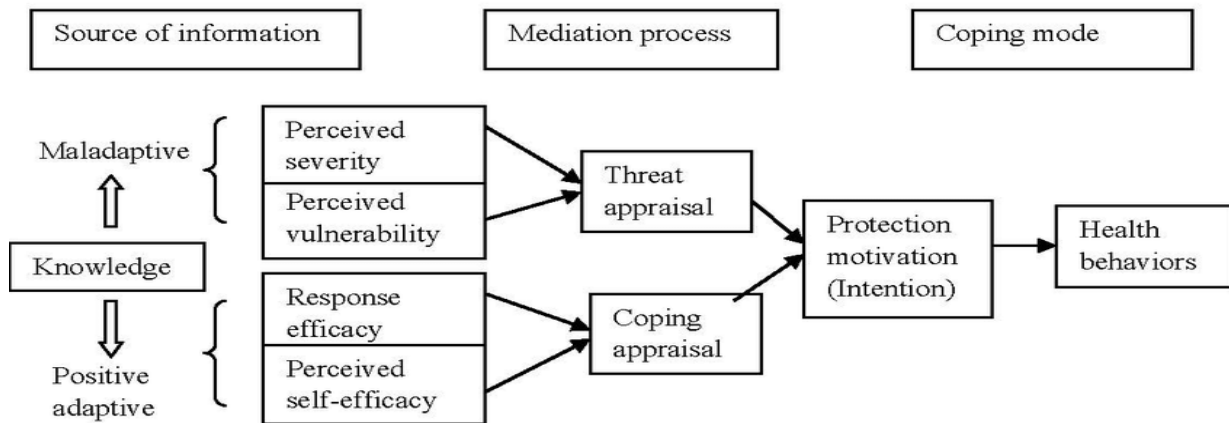 Source of information
Mediation process
Coping mode
Maladaptive
Knowledge
Positive
adaptive
Perceived
severity
Perceived
vulnerability
Response
efficacy
Perceived
self-efficacy
Threat
appraisal
Coping
appraisal
Protection
motivation
(Intention)
Health
behaviors